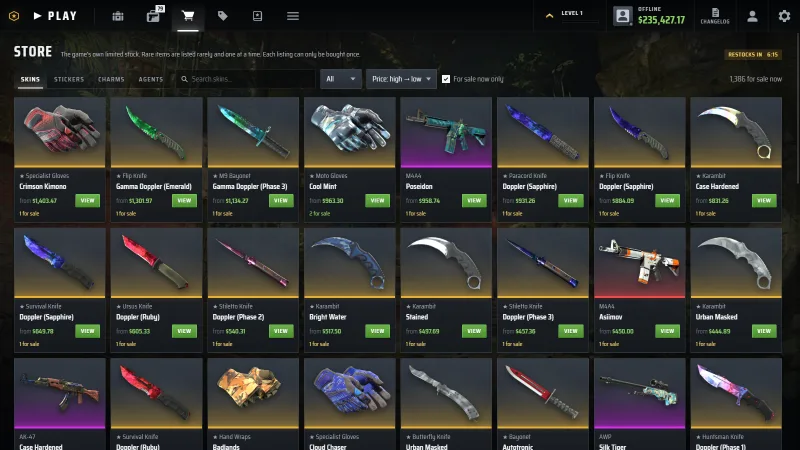 PLAY
79
LEVEL 1
OFFLINE
$235,427.17
CHANGELOG
STORE
The game's own limited stock. Rare items are listed rarely and one at a time. Each listing can only be bought once.
RESTOCKS IN 6:15
SKINS
STICKERS
CHARMS
AGENTS
Search skins...
All
Price: high → low
For sale now only
1,386 for sale now
★ Specialist Gloves
Crimson Kimono
from $1,403.47
VIEW
1 for sale
★ Flip Knife
Gamma Doppler (Emerald)
from $1,301.97
VIEW
1 for sale
★ M9 Bayonet
Gamma Doppler (Phase 3)
from $1,134.27
VIEW
1 for sale
★ Moto Gloves
Cool Mint
from $963.30
VIEW
2 for sale
M4A4
Poseidon
from $958.74
VIEW
1 for sale
★ Paracord Knife
Doppler (Sapphire)
from $931.26
VIEW
1 for sale
★ Flip Knife
Doppler (Sapphire)
from $884.09
VIEW
1 for sale
★ Karambit
Case Hardened
from $831.26
VIEW
1 for sale
★ Survival Knife
Doppler (Sapphire)
from $649.78
VIEW
1 for sale
★ Ursus Knife
Doppler (Ruby)
from $605.33
VIEW
1 for sale
★ Stiletto Knife
Doppler (Phase 2)
from $540.31
VIEW
1 for sale
★ Karambit
Bright Water
from $517.50
VIEW
1 for sale
★ Karambit
Stained
from $497.69
VIEW
1 for sale
★ Stiletto Knife
Doppler (Phase 3)
from $457.36
VIEW
1 for sale
M4A4
Asiimov
from $450.00
VIEW
1 for sale
★ Karambit
Urban Masked
from $444.89
VIEW
1 for sale
AK-47
Case Hardened
★ Survival Knife
Doppler (Ruby)
★ Hand Wraps
Badlands
★ Specialist Gloves
Cloud Chaser
★ Butterfly Knife
Urban Masked
★ Bayonet
Autotronic
AWP
Silk Tiger
★ Huntsman Knife
Doppler (Phase 1)